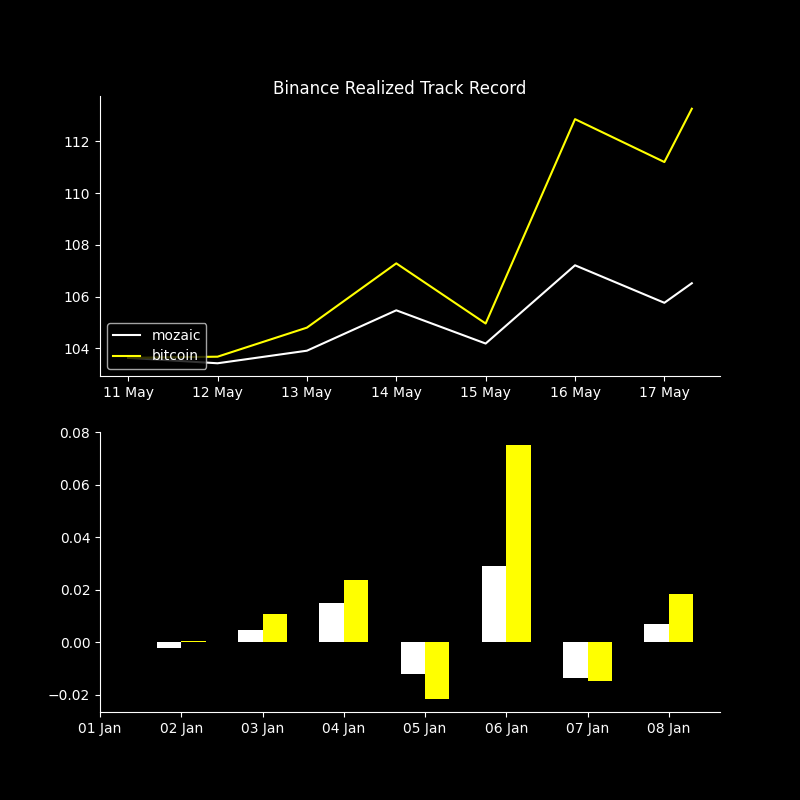 Binance Realized Track Record
112
110
108
106
104
mozaic
bitcoin
11 May 12 May 13 May 14 May 15 May 16 May 17 May
0.08
0.06
0.04
0.02
0.00
−0.02
01 Jan 02 Jan 03 Jan 04 Jan 05 Jan 06 Jan 07 Jan 08 Jan